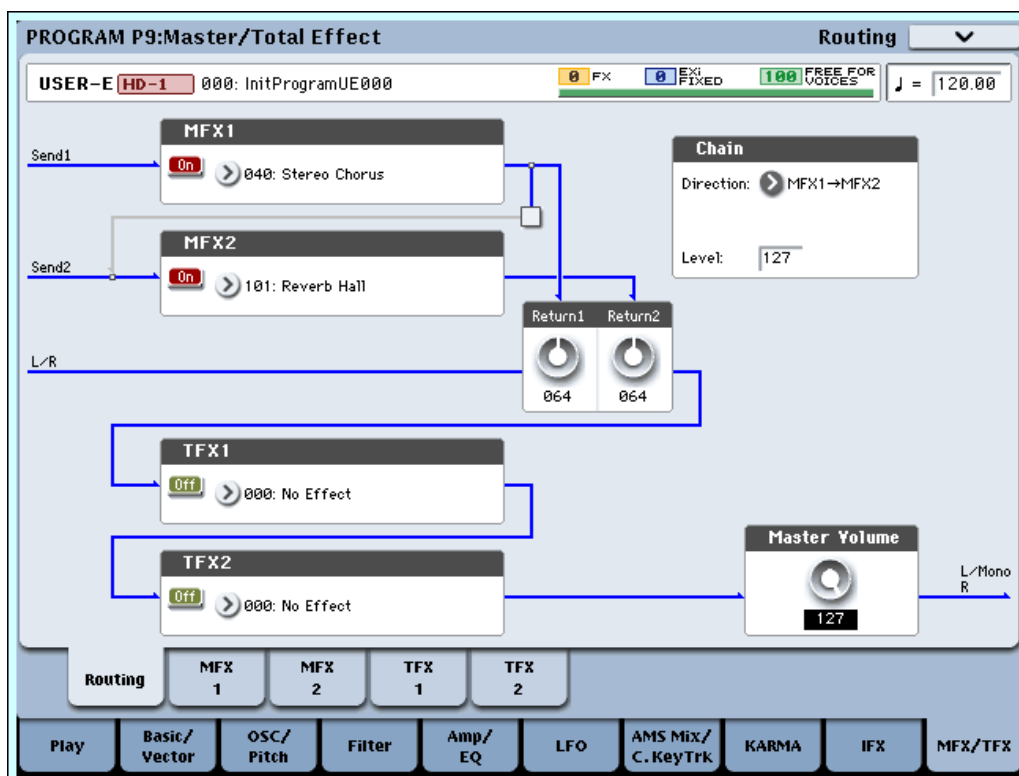 PROGRAM P9:Master/Total Effect
Routing
USER-E HD-1 000: InitProgramUE000
0 FX
0 EXi FIXED
100 FREE FOR VOICES
♩ = 120.00
MFX1
Send1
On
040: Stereo Chorus
Chain
Direction: MFX1→MFX2
Level: 127
MFX2
Send2
On
101: Reverb Hall
Return1 Return2
064 064
L/R
TFX1
Off
000: No Effect
TFX2
Off
000: No Effect
Master Volume
127
L/Mono
R
Routing
MFX 1
MFX 2
TFX 1
TFX 2
Play
Basic/ Vector
OSC/ Pitch
Filter
Amp/ EQ
LFO
AMS Mix/ C.KeyTrk
KARMA
IFX
MFX/TFX